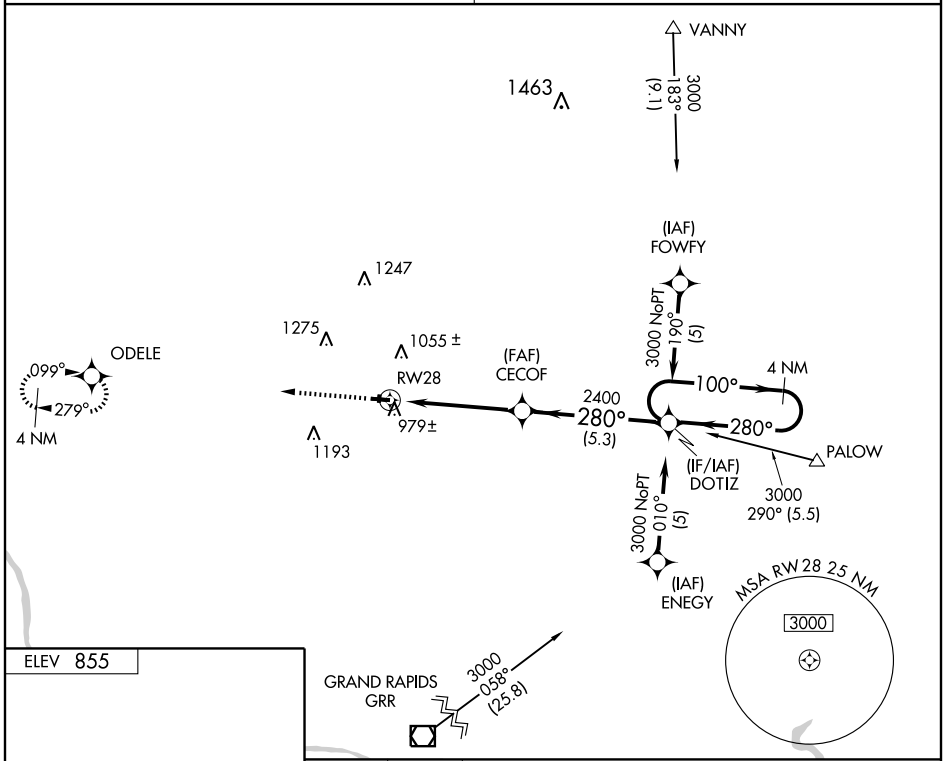 VANNY
3000
183°
(9.1)
1463
(IAF)
FOWFY
3000 NoPT
190°
(5)
1247
1275
1055 ±
ODELE
099°
279°
4 NM
RW28
979±
1193
(FAF)
CECOF
2400
280°
(5.3)
4 NM
100°
280°
(IF/IAF)
DOTIZ
PALOW
3000
290° (5.5)
3000 NoPT
010°
(5)
(IAF)
ENEGY
MSA RW 28 25 NM
3000
ELEV 855
GRAND RAPIDS
GRR
3000
058°
(25.8)